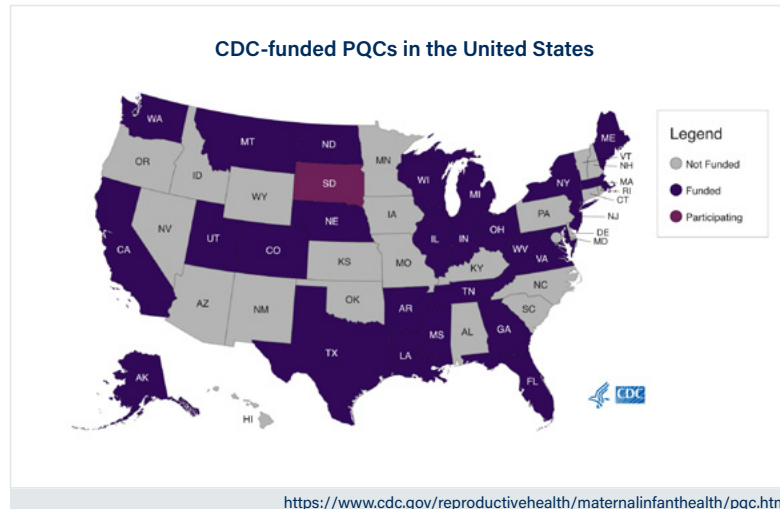 CDC-funded PQCs in the United States
WA
MT
ND
MN
ME
OR
ID
WY
SD
WI
MI
NY
VT
NH
MA
RI
CT
NV
UT
CO
NE
IA
IL
IN
OH
PA
NJ
DE
MD
CA
KS
MO
KY
WV
VA
AZ
NM
OK
AR
TN
NC
SC
TX
LA
MS
AL
GA
FL
AK
HI
Legend
Not Funded
Funded
Participating
CDC
https://www.cdc.gov/reproductivehealth/maternalinfanthealth/pqc.htm